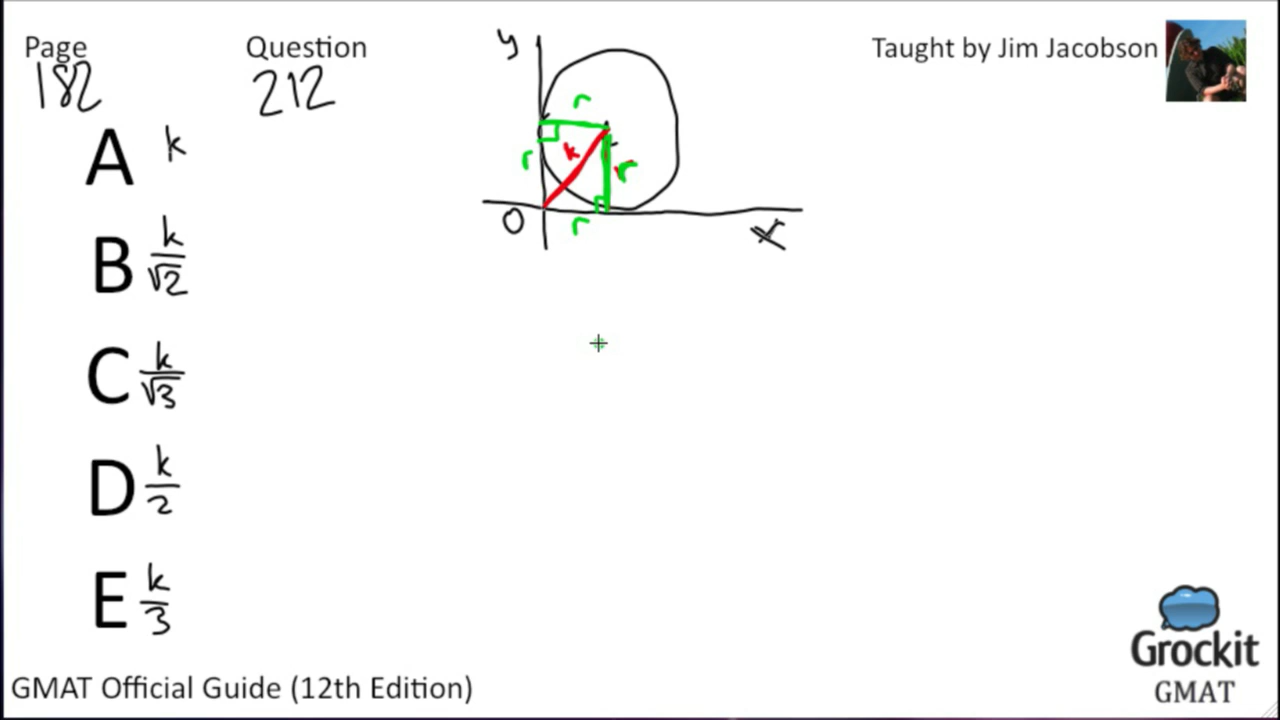 Page
182
Question
212
Taught by Jim Jacobson
A k
B k/√2
C k/√3
D k/2
E k/3
y
r
r
k
r
O
r
x
Grockit
GMAT
GMAT Official Guide (12th Edition)